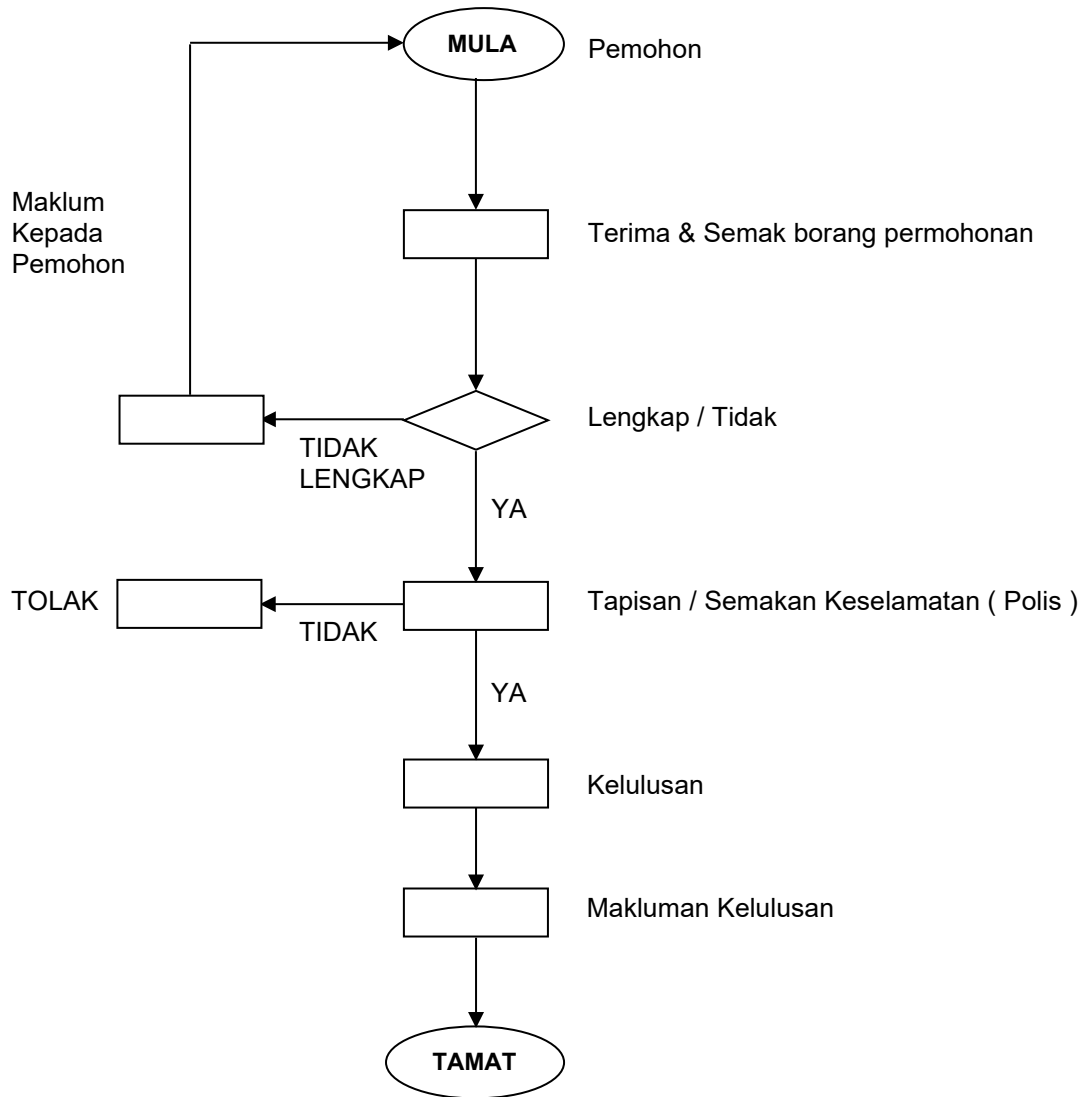 MULA
Pemohon
Maklum
Kepada
Pemohon
Terima & Semak borang permohonan
Lengkap / Tidak
TIDAK
LENGKAP
YA
TOLAK
TIDAK
Tapisan / Semakan Keselamatan ( Polis )
YA
Kelulusan
Makluman Kelulusan
TAMAT